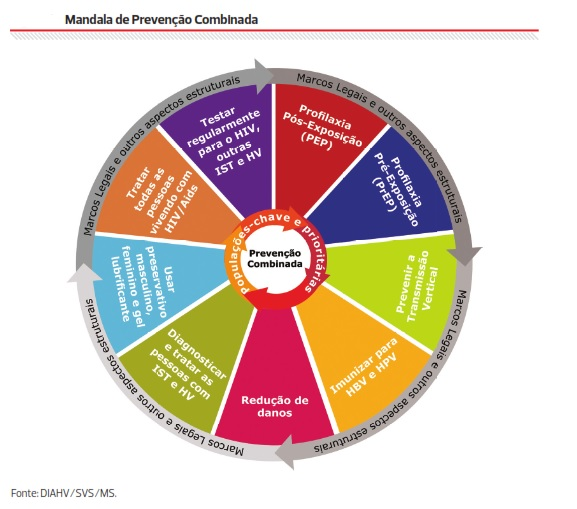 Mandala de Prevenção Combinada
Marcos Legais e outros aspectos estruturais
Marcos Legais e outros aspectos estruturais
Marcos Legais e outros aspectos estruturais
Marcos Legais e outros aspectos estruturais
Testar
regularmente
para o HIV,
outras
IST e HV
Profilaxia
Pós-Exposição
(PEP)
Profilaxia
Pré-Exposição
(PrEP)
Prevenir a
Transmissão
Vertical
Imunizar para
HBV e HPV
Redução de
danos
Diagnosticar
e tratar as
pessoas com
IST e HV
Usar
preservativo
masculino,
feminino e gel
lubrificante
Tratar
todas as
pessoas
vivendo com
HIV/Aids
Populações-chave e prioritárias
Prevenção
Combinada
Fonte: DIAHV/SVS/MS.